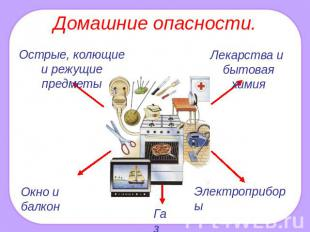 Домашние опасности.
Острые, колющие
и режущие
предметы
Лекарства и
бытовая
химия
Окно и
балкон
Га
з
Электроприбор
ы